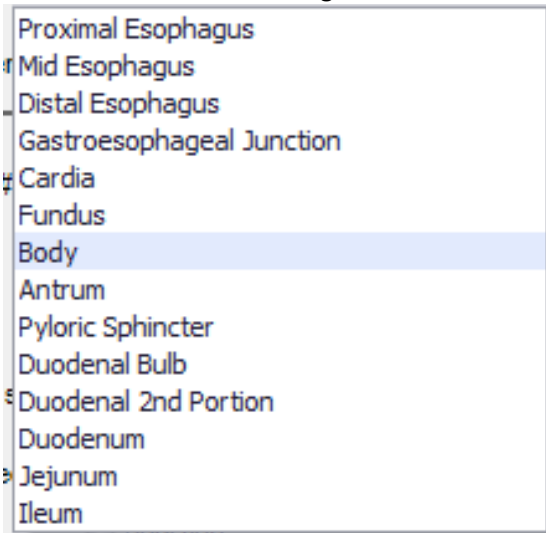 Proximal Esophagus
Mid Esophagus
Distal Esophagus
Gastroesophageal Junction
Cardia
Fundus
Body
Antrum
Pyloric Sphincter
Duodenal Bulb
Duodenal 2nd Portion
Duodenum
Jejunum
Ileum